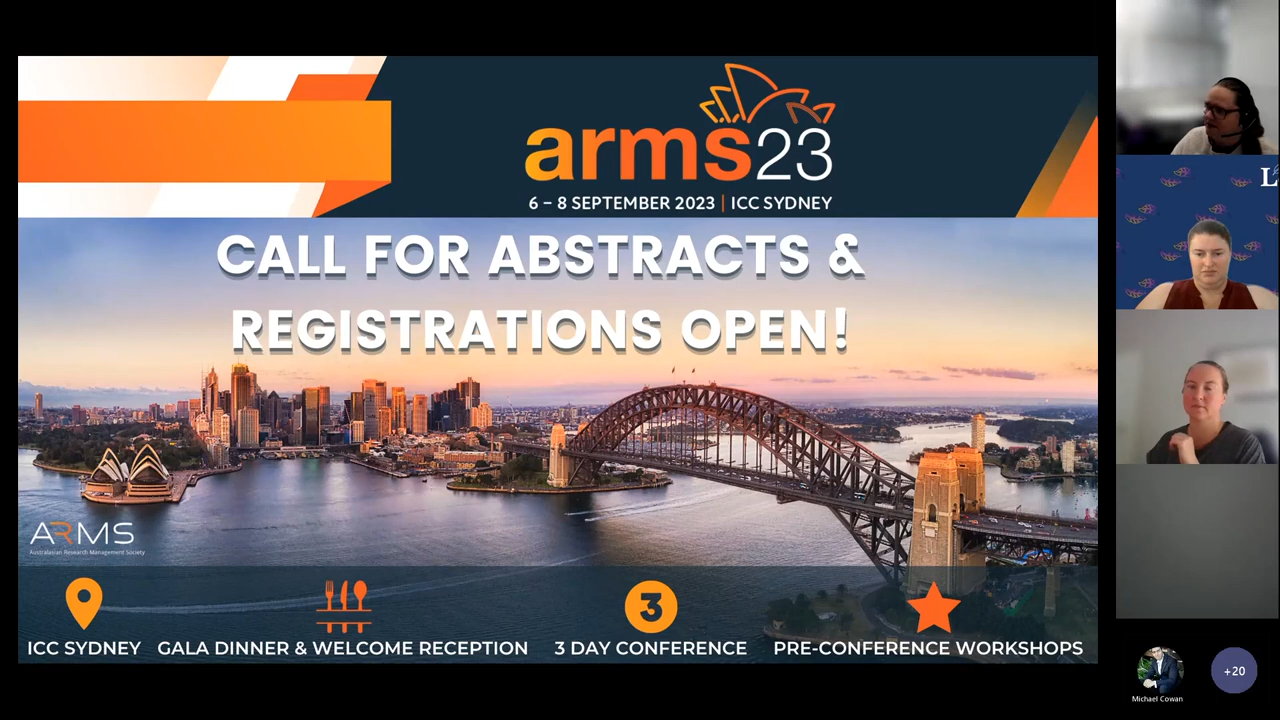 arms23
6 – 8 SEPTEMBER 2023 | ICC SYDNEY
CALL FOR ABSTRACTS &
REGISTRATIONS OPEN!
ARMS
Australasian Research Management Society
ICC SYDNEY
GALA DINNER & WELCOME RECEPTION
3
3 DAY CONFERENCE
PRE-CONFERENCE WORKSHOPS
L
Michael Cowan
+20